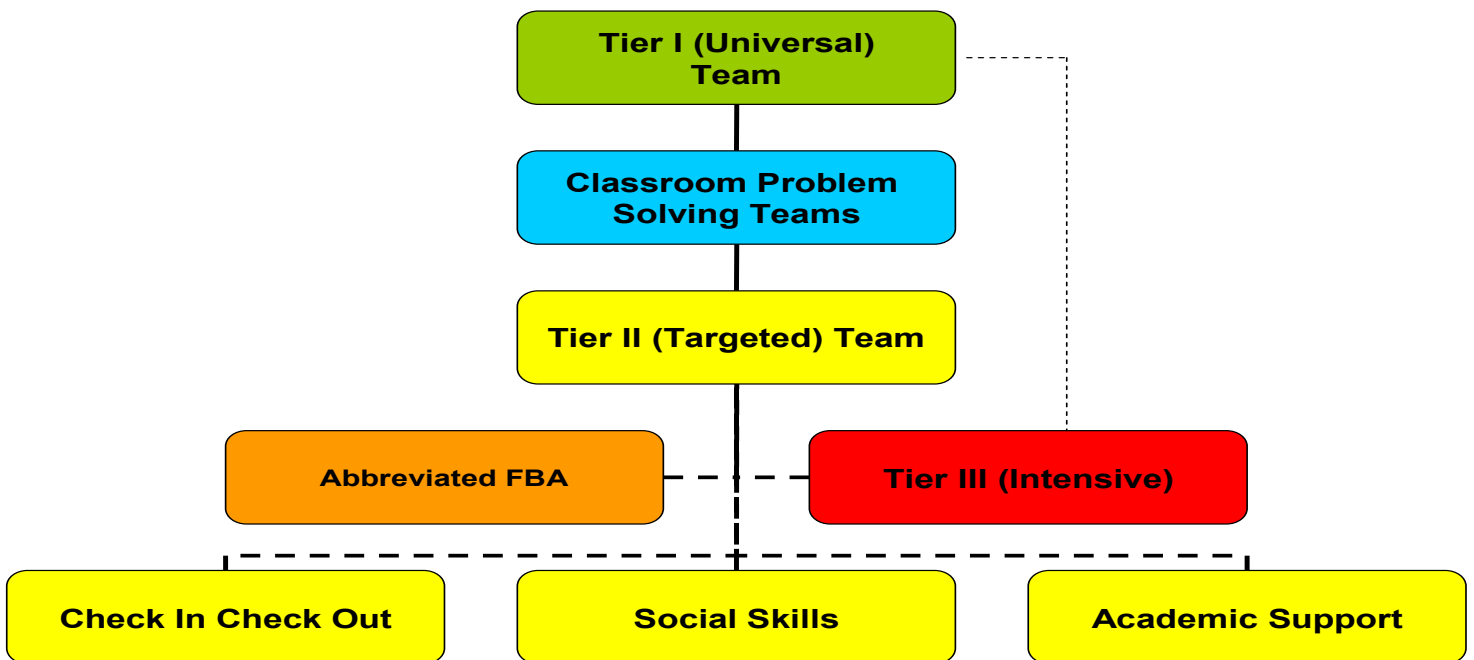 Tier I (Universal)
Team
Classroom Problem
Solving Teams
Tier II (Targeted) Team
Abbreviated FBA
Tier III (Intensive)
Check In Check Out
Social Skills
Academic Support